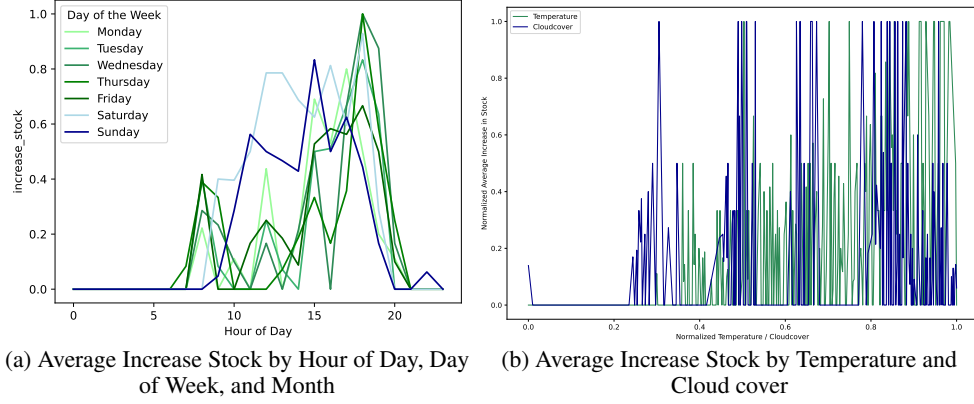 Day of the Week
Monday
Tuesday
Wednesday
Thursday
Friday
Saturday
Sunday
increase_stock
1.0
0.8
0.6
0.4
0.2
0.0
0
5
10
15
20
Hour of Day
(a) Average Increase Stock by Hour of Day, Day
of Week, and Month
Temperature
Cloudcover
Normalized Average Increase in Stock
1.0
0.8
0.6
0.4
0.2
0.0
0.0
0.2
0.4
0.6
0.8
1.0
Normalized Temperature / Cloudcover
(b) Average Increase Stock by Temperature and
Cloud cover